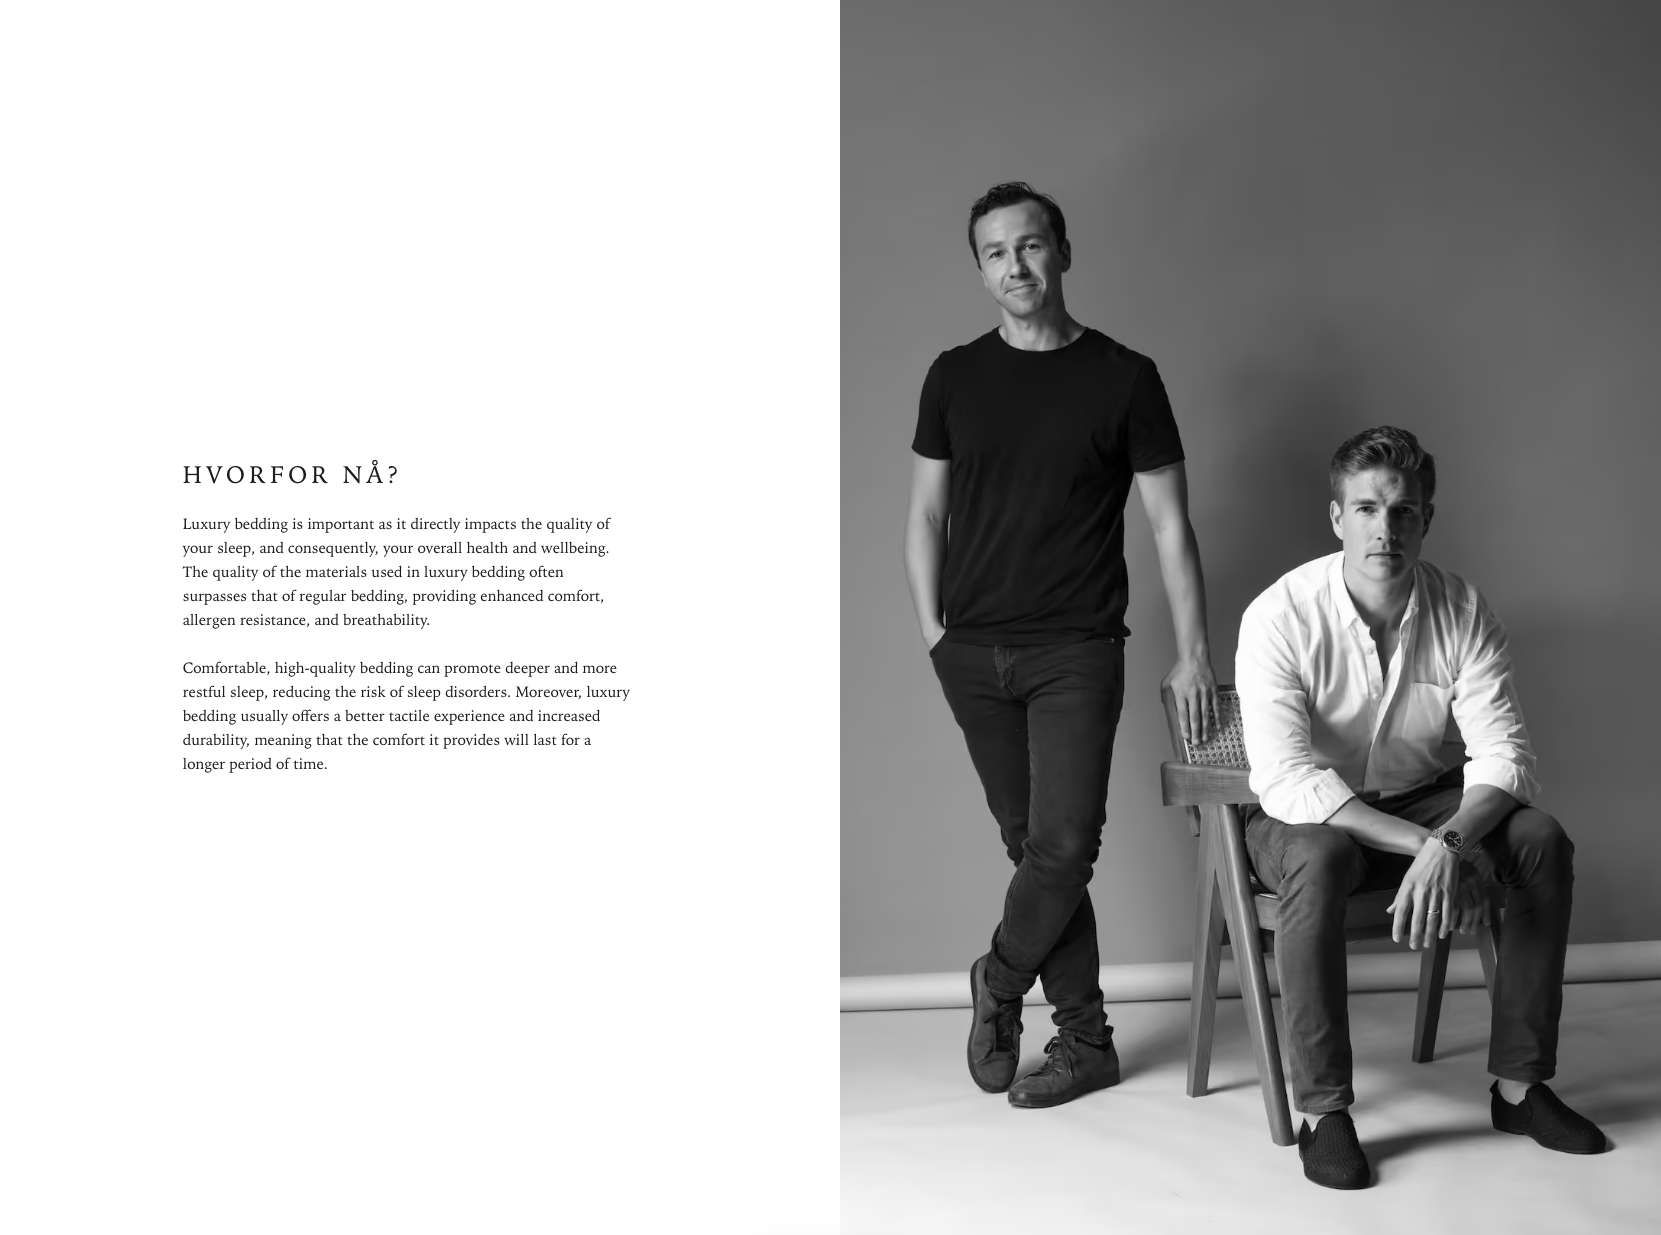 HVORFOR NÅ?
Luxury bedding is important as it directly impacts the quality of
your sleep, and consequently, your overall health and wellbeing.
The quality of the materials used in luxury bedding often
surpasses that of regular bedding, providing enhanced comfort,
allergen resistance, and breathability.
Comfortable, high-quality bedding can promote deeper and more
restful sleep, reducing the risk of sleep disorders. Moreover, luxury
bedding usually offers a better tactile experience and increased
durability, meaning that the comfort it provides will last for a
longer period of time.